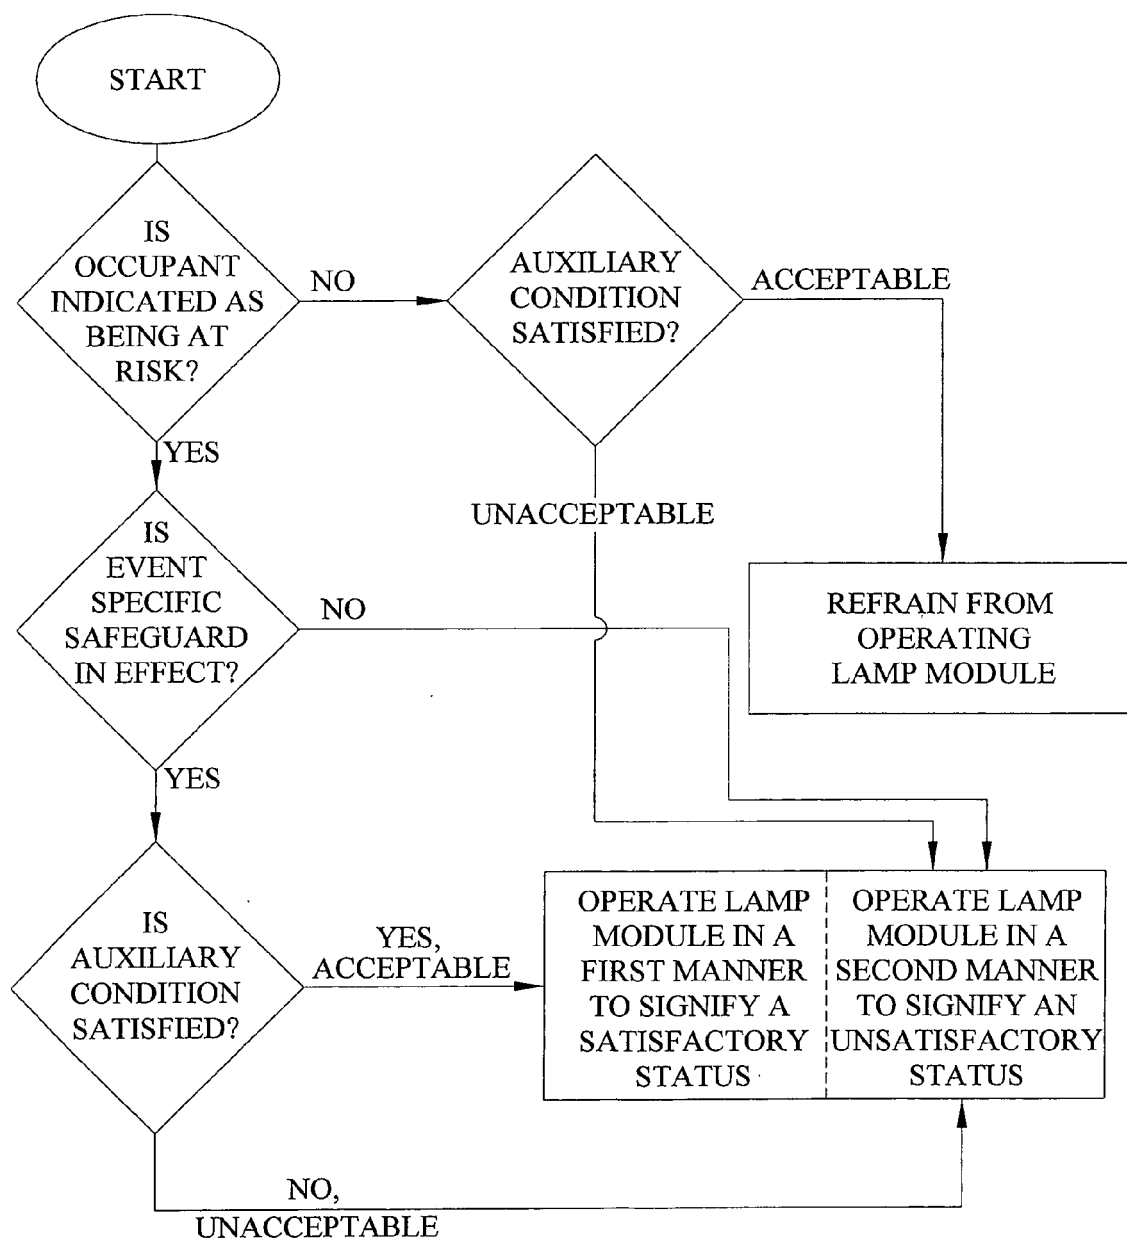 START
IS
OCCUPANT
INDICATED AS
BEING AT
RISK?
NO
AUXILIARY
CONDITION
SATISFIED?
ACCEPTABLE
YES
UNACCEPTABLE
IS
EVENT
SPECIFIC
SAFEGUARD
IN EFFECT?
NO
REFRAIN FROM
OPERATING
LAMP MODULE
YES
IS
AUXILIARY
CONDITION
SATISFIED?
YES,
ACCEPTABLE
OPERATE LAMP
MODULE IN A
FIRST MANNER
TO SIGNIFY A
SATISFACTORY
STATUS
OPERATE LAMP
MODULE IN A
SECOND MANNER
TO SIGNIFY AN
UNSATISFACTORY
STATUS
NO,
UNACCEPTABLE